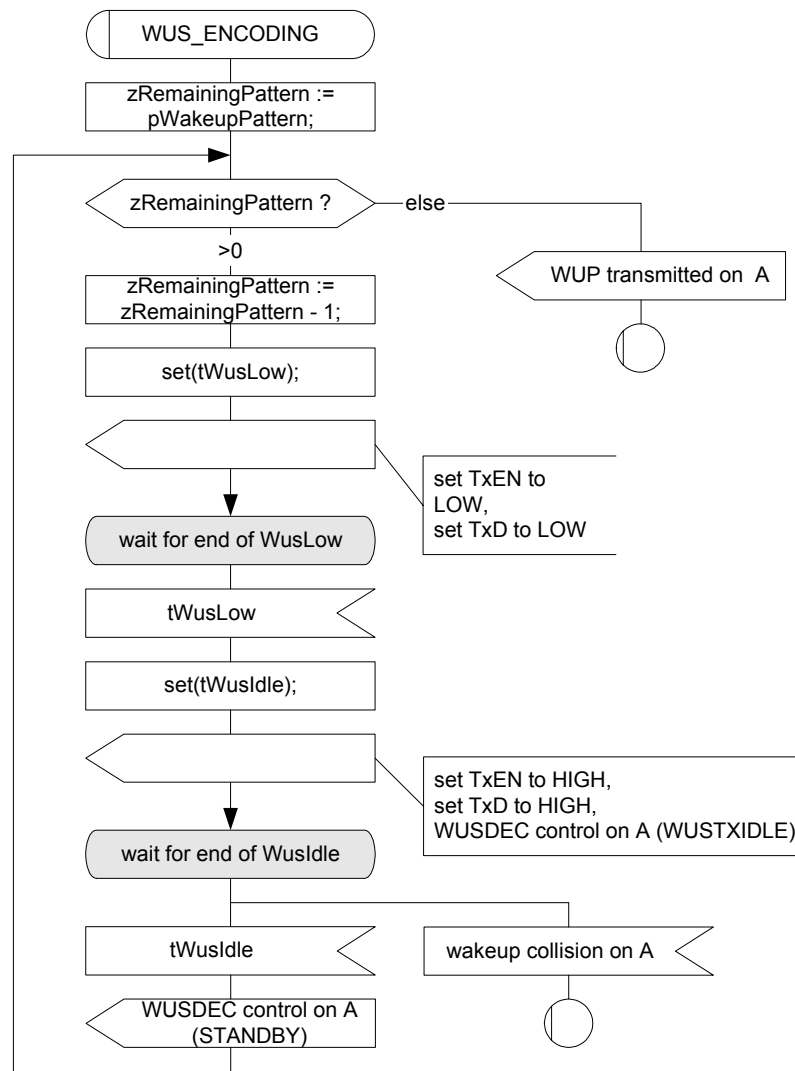 WUS_ENCODING
zRemainingPattern :=
pWakeupPattern;
zRemainingPattern ?
else
>0
WUP transmitted on A
zRemainingPattern :=
zRemainingPattern - 1;
set(tWusLow);
set TxEN to
LOW,
set TxD to LOW
wait for end of WusLow
tWusLow
set(tWusIdle);
set TxEN to HIGH,
set TxD to HIGH,
WUSDEC control on A (WUSTXIDLE)
wait for end of WusIdle
tWusIdle
wakeup collision on A
WUSDEC control on A
(STANDBY)